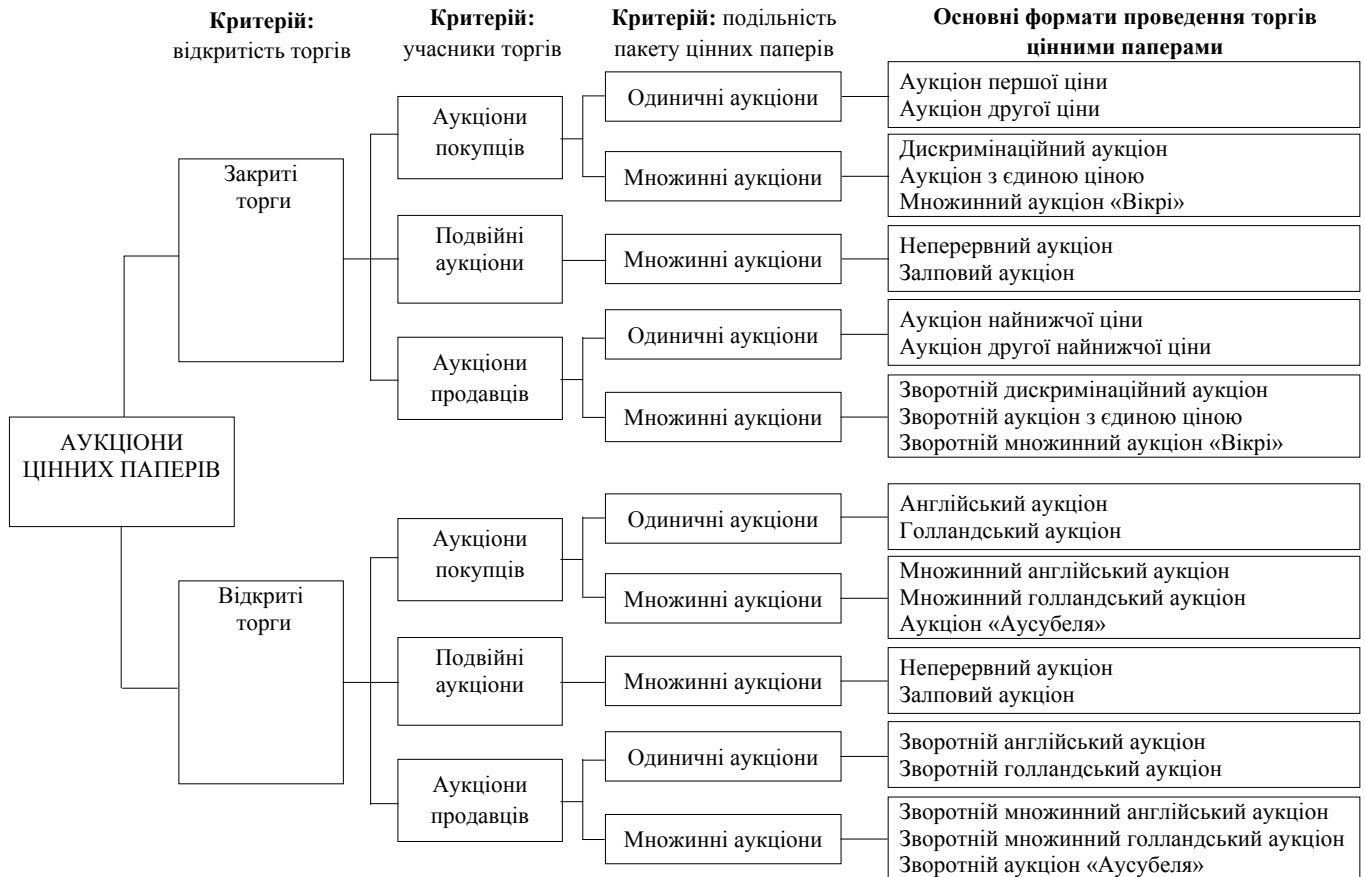 Критерій:
відкритість торгів
Критерій:
учасники торгів
Критерій: подільність
пакету цінних паперів
Основні формати проведення торгів
цінними паперами
АУКЦІОНИ
ЦІННИХ ПАПЕРІВ
Закриті
торги
Аукціони
покупців
Одиничні аукціони
Аукціон першої ціни
Аукціон другої ціни
Множинні аукціони
Дискримінаційний аукціон
Аукціон з єдиною ціною
Множинний аукціон «Вікрі»
Подвійні
аукціони
Множинні аукціони
Неперервний аукціон
Залповий аукціон
Аукціони
продавців
Одиничні аукціони
Аукціон найнижчої ціни
Аукціон другої найнижчої ціни
Множинні аукціони
Зворотній дискримінаційний аукціон
Зворотній аукціон з єдиною ціною
Зворотній множинний аукціон «Вікрі»
Відкриті
торги
Аукціони
покупців
Одиничні аукціони
Англійський аукціон
Голландський аукціон
Множинні аукціони
Множинний англійський аукціон
Множинний голландський аукціон
Аукціон «Аусубеля»
Подвійні
аукціони
Множинні аукціони
Неперервний аукціон
Залповий аукціон
Аукціони
продавців
Одиничні аукціони
Зворотній англійський аукціон
Зворотній голландський аукціон
Множинні аукціони
Зворотній множинний англійський аукціон
Зворотній множинний голландський аукціон
Зворотній аукціон «Аусубеля»